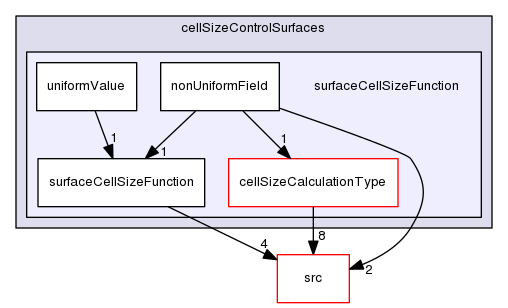 cellSizeControlSurfaces
uniformValue
nonUniformField
surfaceCellSizeFunction
1
1
1
surfaceCellSizeFunction
cellSizeCalculationType
4
8
2
src